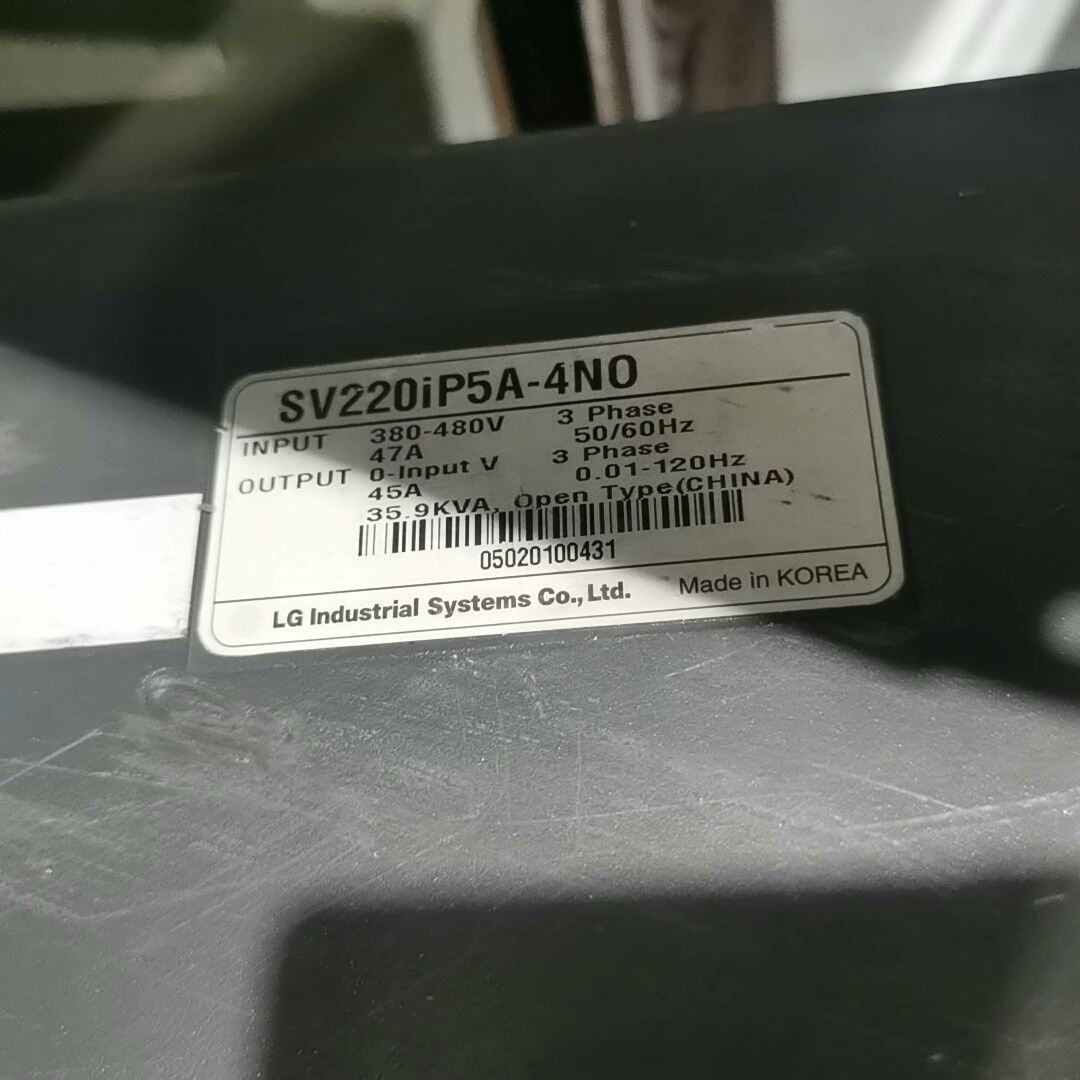 SV220iP5A-4NO
INPUT 380-480V 3 Phase
47A 50/60Hz
OUTPUT 0-Input V 3 Phase
45A 0.01-120Hz
35.9KVA, Open Type(CHINA)
05020100431
LG Industrial Systems Co., Ltd. Made in KOREA